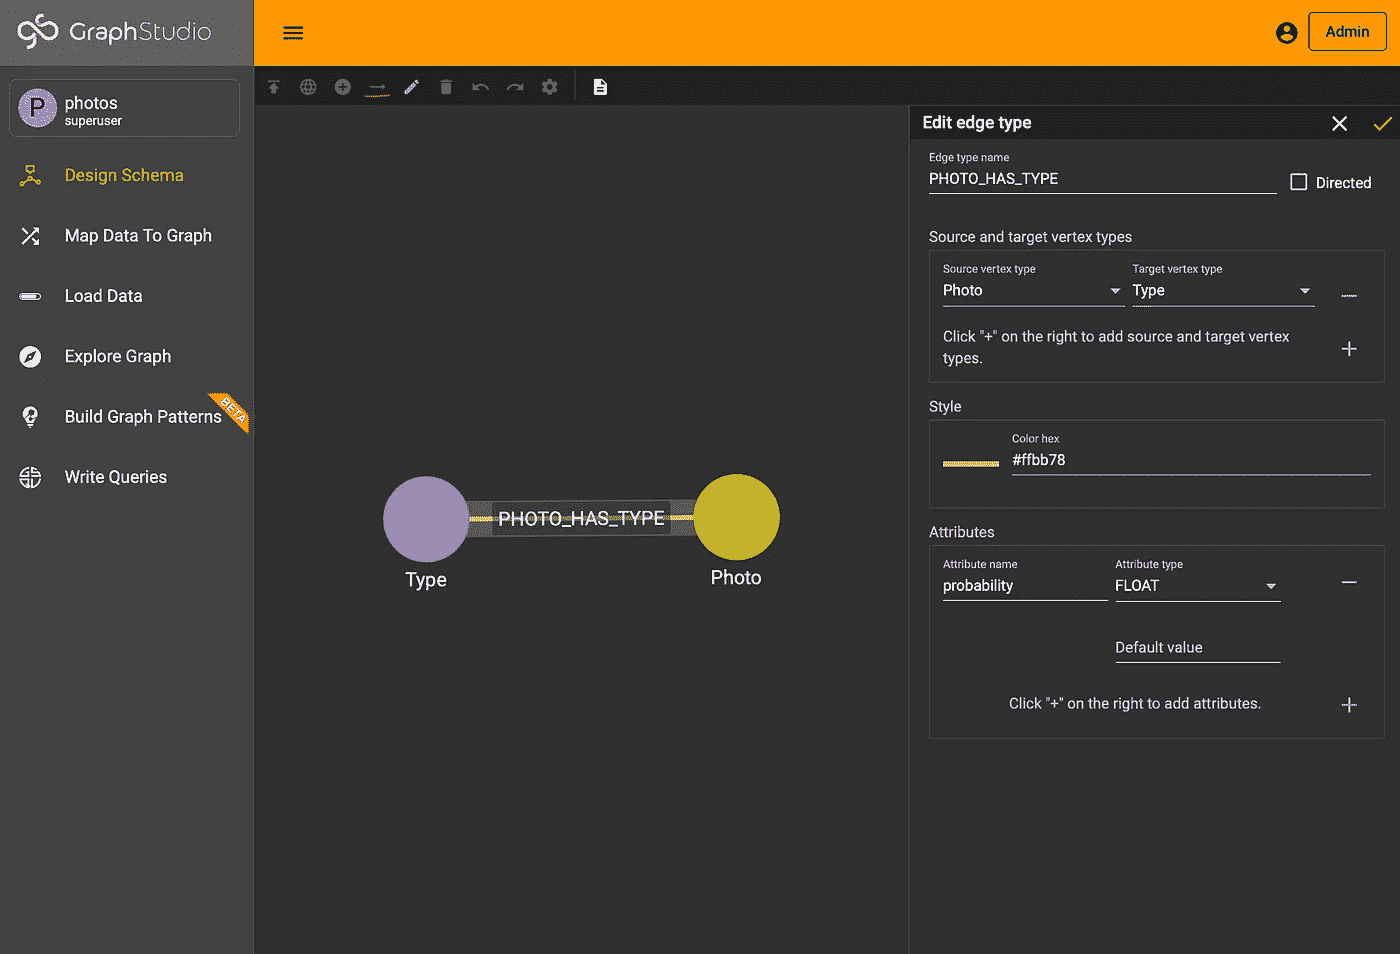 GraphStudio
Admin
P
photos
superuser
Design Schema
Map Data To Graph
Load Data
Explore Graph
Build Graph Patterns
BETA
Write Queries
Type
PHOTO_HAS_TYPE
Photo
Edit edge type
Edge type name
PHOTO_HAS_TYPE
Directed
Source and target vertex types
Source vertex type
Target vertex type
Photo
Type
Click "+" on the right to add source and target vertex
types.
Style
Color hex
#ffbb78
Attributes
Attribute name
Attribute type
probability
FLOAT
Default value
Click "+" on the right to add attributes.